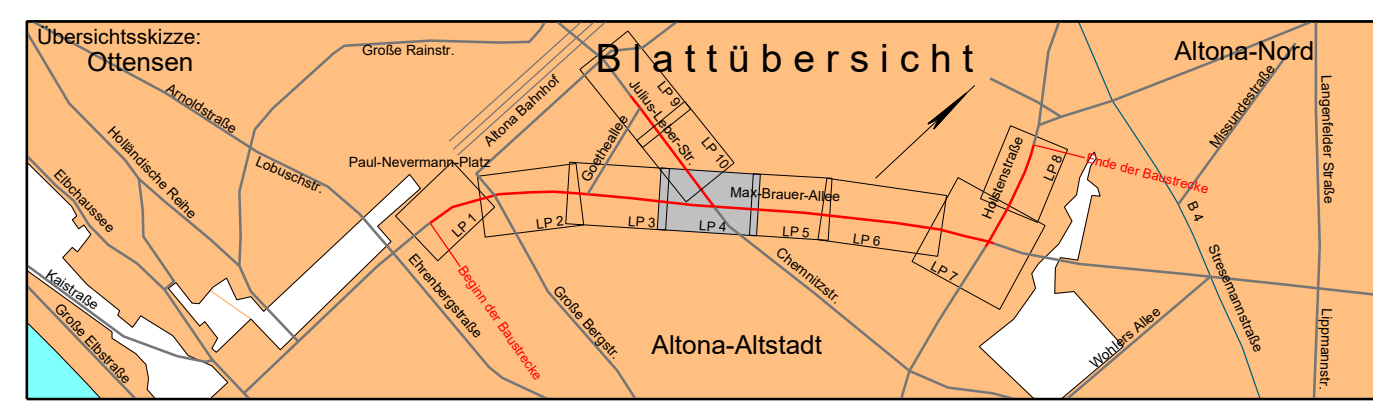 Übersichtsskizze:
Ottensen
Große Rainstr.
Blattübersicht
Altona-Nord
Arnoldstraße
Altona Bahnhof
Julius-Leber-Str.
LP 9
LP 10
Missundestraße
Langenfelder Straße
Holländische Reihe
Lobuschstr.
Paul-Nevermann-Platz
Goetheallee
Max-Brauer-Allee
Holstenstraße
LP 8
Ende der Baustrecke
B 4
Elbchaussee
LP 1
LP 2
LP 3
LP 4
LP 5
LP 6
LP 7
Kaistraße
Große Elbstraße
Ehrenbergstraße
Beginn der Baustrecke
Große Bergstr.
Chemnitzstr.
Altona-Altstadt
Wohlers Allee
Stresemannstraße
Lippmannstr.